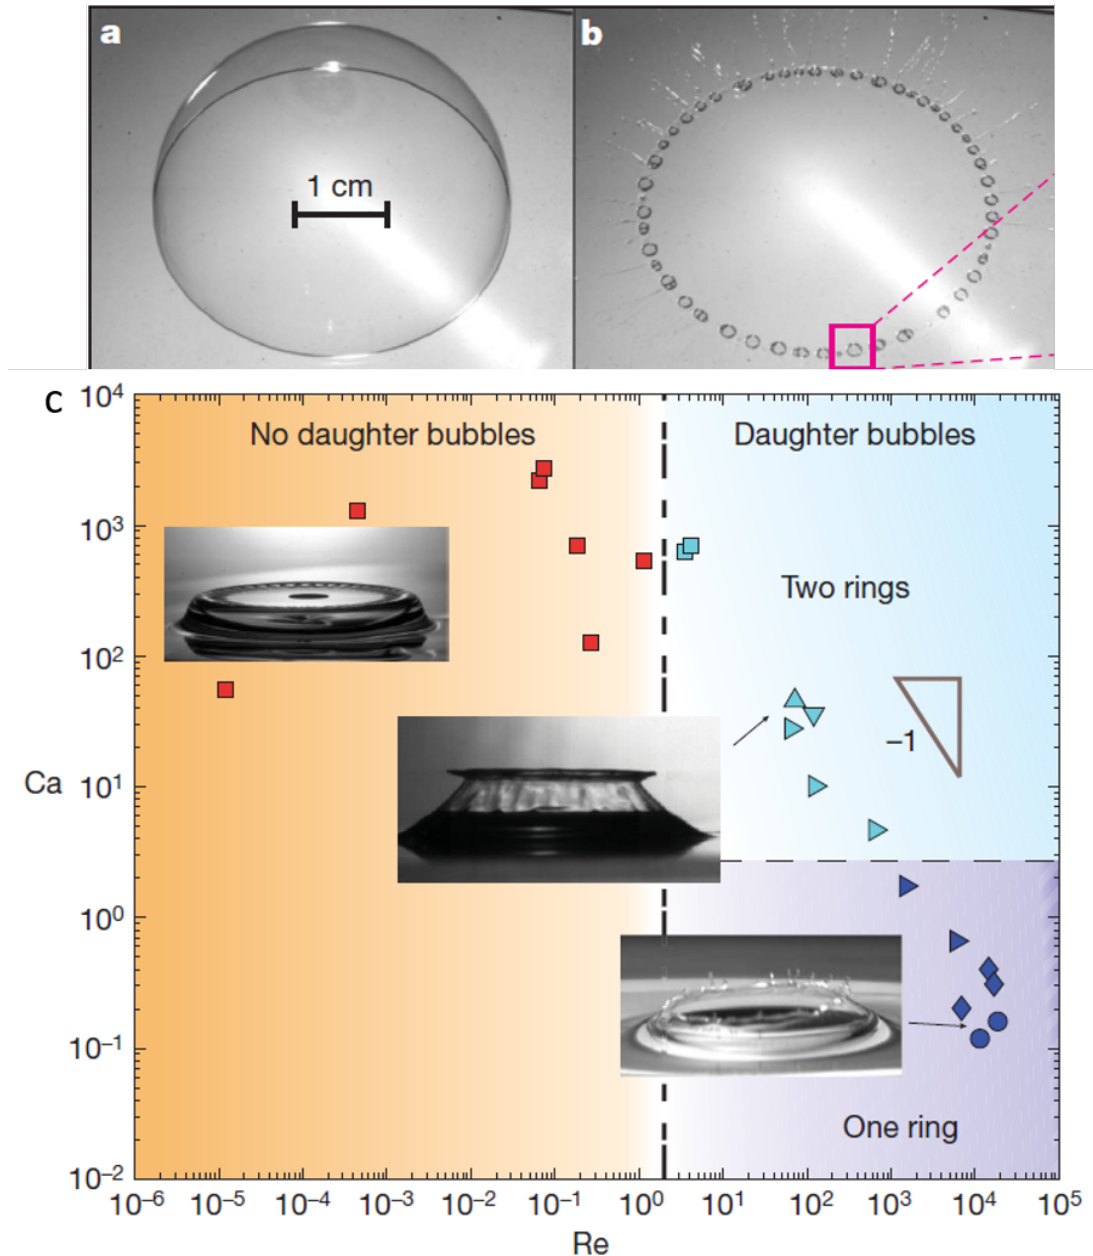 a
b
1 cm
c
10⁴
No daughter bubbles
Daughter bubbles
10³
Two rings
10²
–1
Ca
10¹
10⁰
10⁻¹
One ring
10⁻²
10⁻⁶ 10⁻⁵ 10⁻⁴ 10⁻³ 10⁻² 10⁻¹ 10⁰ 10¹ 10² 10³ 10⁴ 10⁵
Re